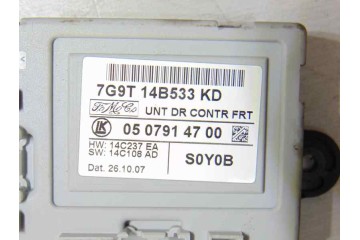 7G9T 14B533 KD
FoMoCo UNT DR CONTR FRT
LK 05 0791 47 00
HW: 14C237 EA
SW: 14C108 AD
S0Y0B
Dat. 26.10.07